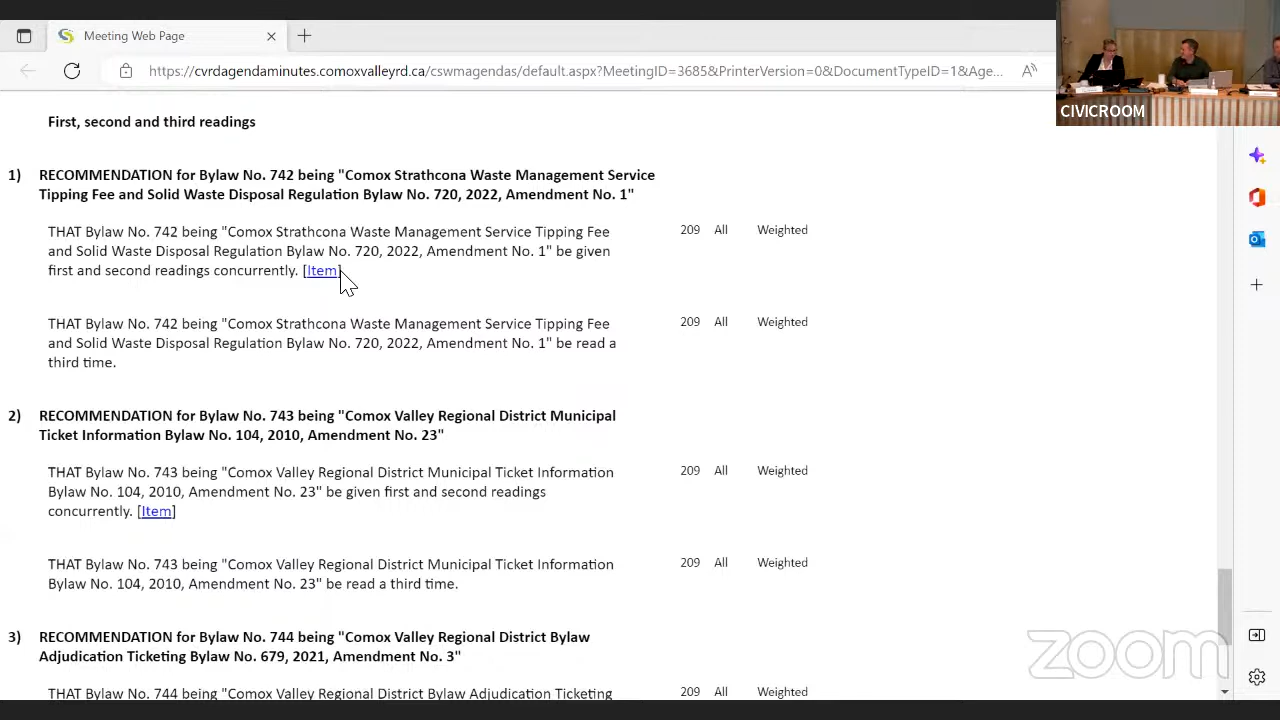 Meeting Web Page
https://cvrdagendaminutes.comoxvalleyrd.ca/cswmagendas/default.aspx?MeetingID=3685&PrinterVersion=0&DocumentTypeID=1&Age...
CIVICROOM
First, second and third readings
1) RECOMMENDATION for Bylaw No. 742 being "Comox Strathcona Waste Management Service
Tipping Fee and Solid Waste Disposal Regulation Bylaw No. 720, 2022, Amendment No. 1"
THAT Bylaw No. 742 being "Comox Strathcona Waste Management Service Tipping Fee 209 All Weighted
and Solid Waste Disposal Regulation Bylaw No. 720, 2022, Amendment No. 1" be given
first and second readings concurrently. [Item]
THAT Bylaw No. 742 being "Comox Strathcona Waste Management Service Tipping Fee 209 All Weighted
and Solid Waste Disposal Regulation Bylaw No. 720, 2022, Amendment No. 1" be read a
third time.
2) RECOMMENDATION for Bylaw No. 743 being "Comox Valley Regional District Municipal
Ticket Information Bylaw No. 104, 2010, Amendment No. 23"
THAT Bylaw No. 743 being "Comox Valley Regional District Municipal Ticket Information 209 All Weighted
Bylaw No. 104, 2010, Amendment No. 23" be given first and second readings
concurrently. [Item]
THAT Bylaw No. 743 being "Comox Valley Regional District Municipal Ticket Information 209 All Weighted
Bylaw No. 104, 2010, Amendment No. 23" be read a third time.
3) RECOMMENDATION for Bylaw No. 744 being "Comox Valley Regional District Bylaw
Adjudication Ticketing Bylaw No. 679, 2021, Amendment No. 3"
THAT Bylaw No. 744 being "Comox Valley Regional District Bylaw Adjudication Ticketing 209 All Weighted
zoom